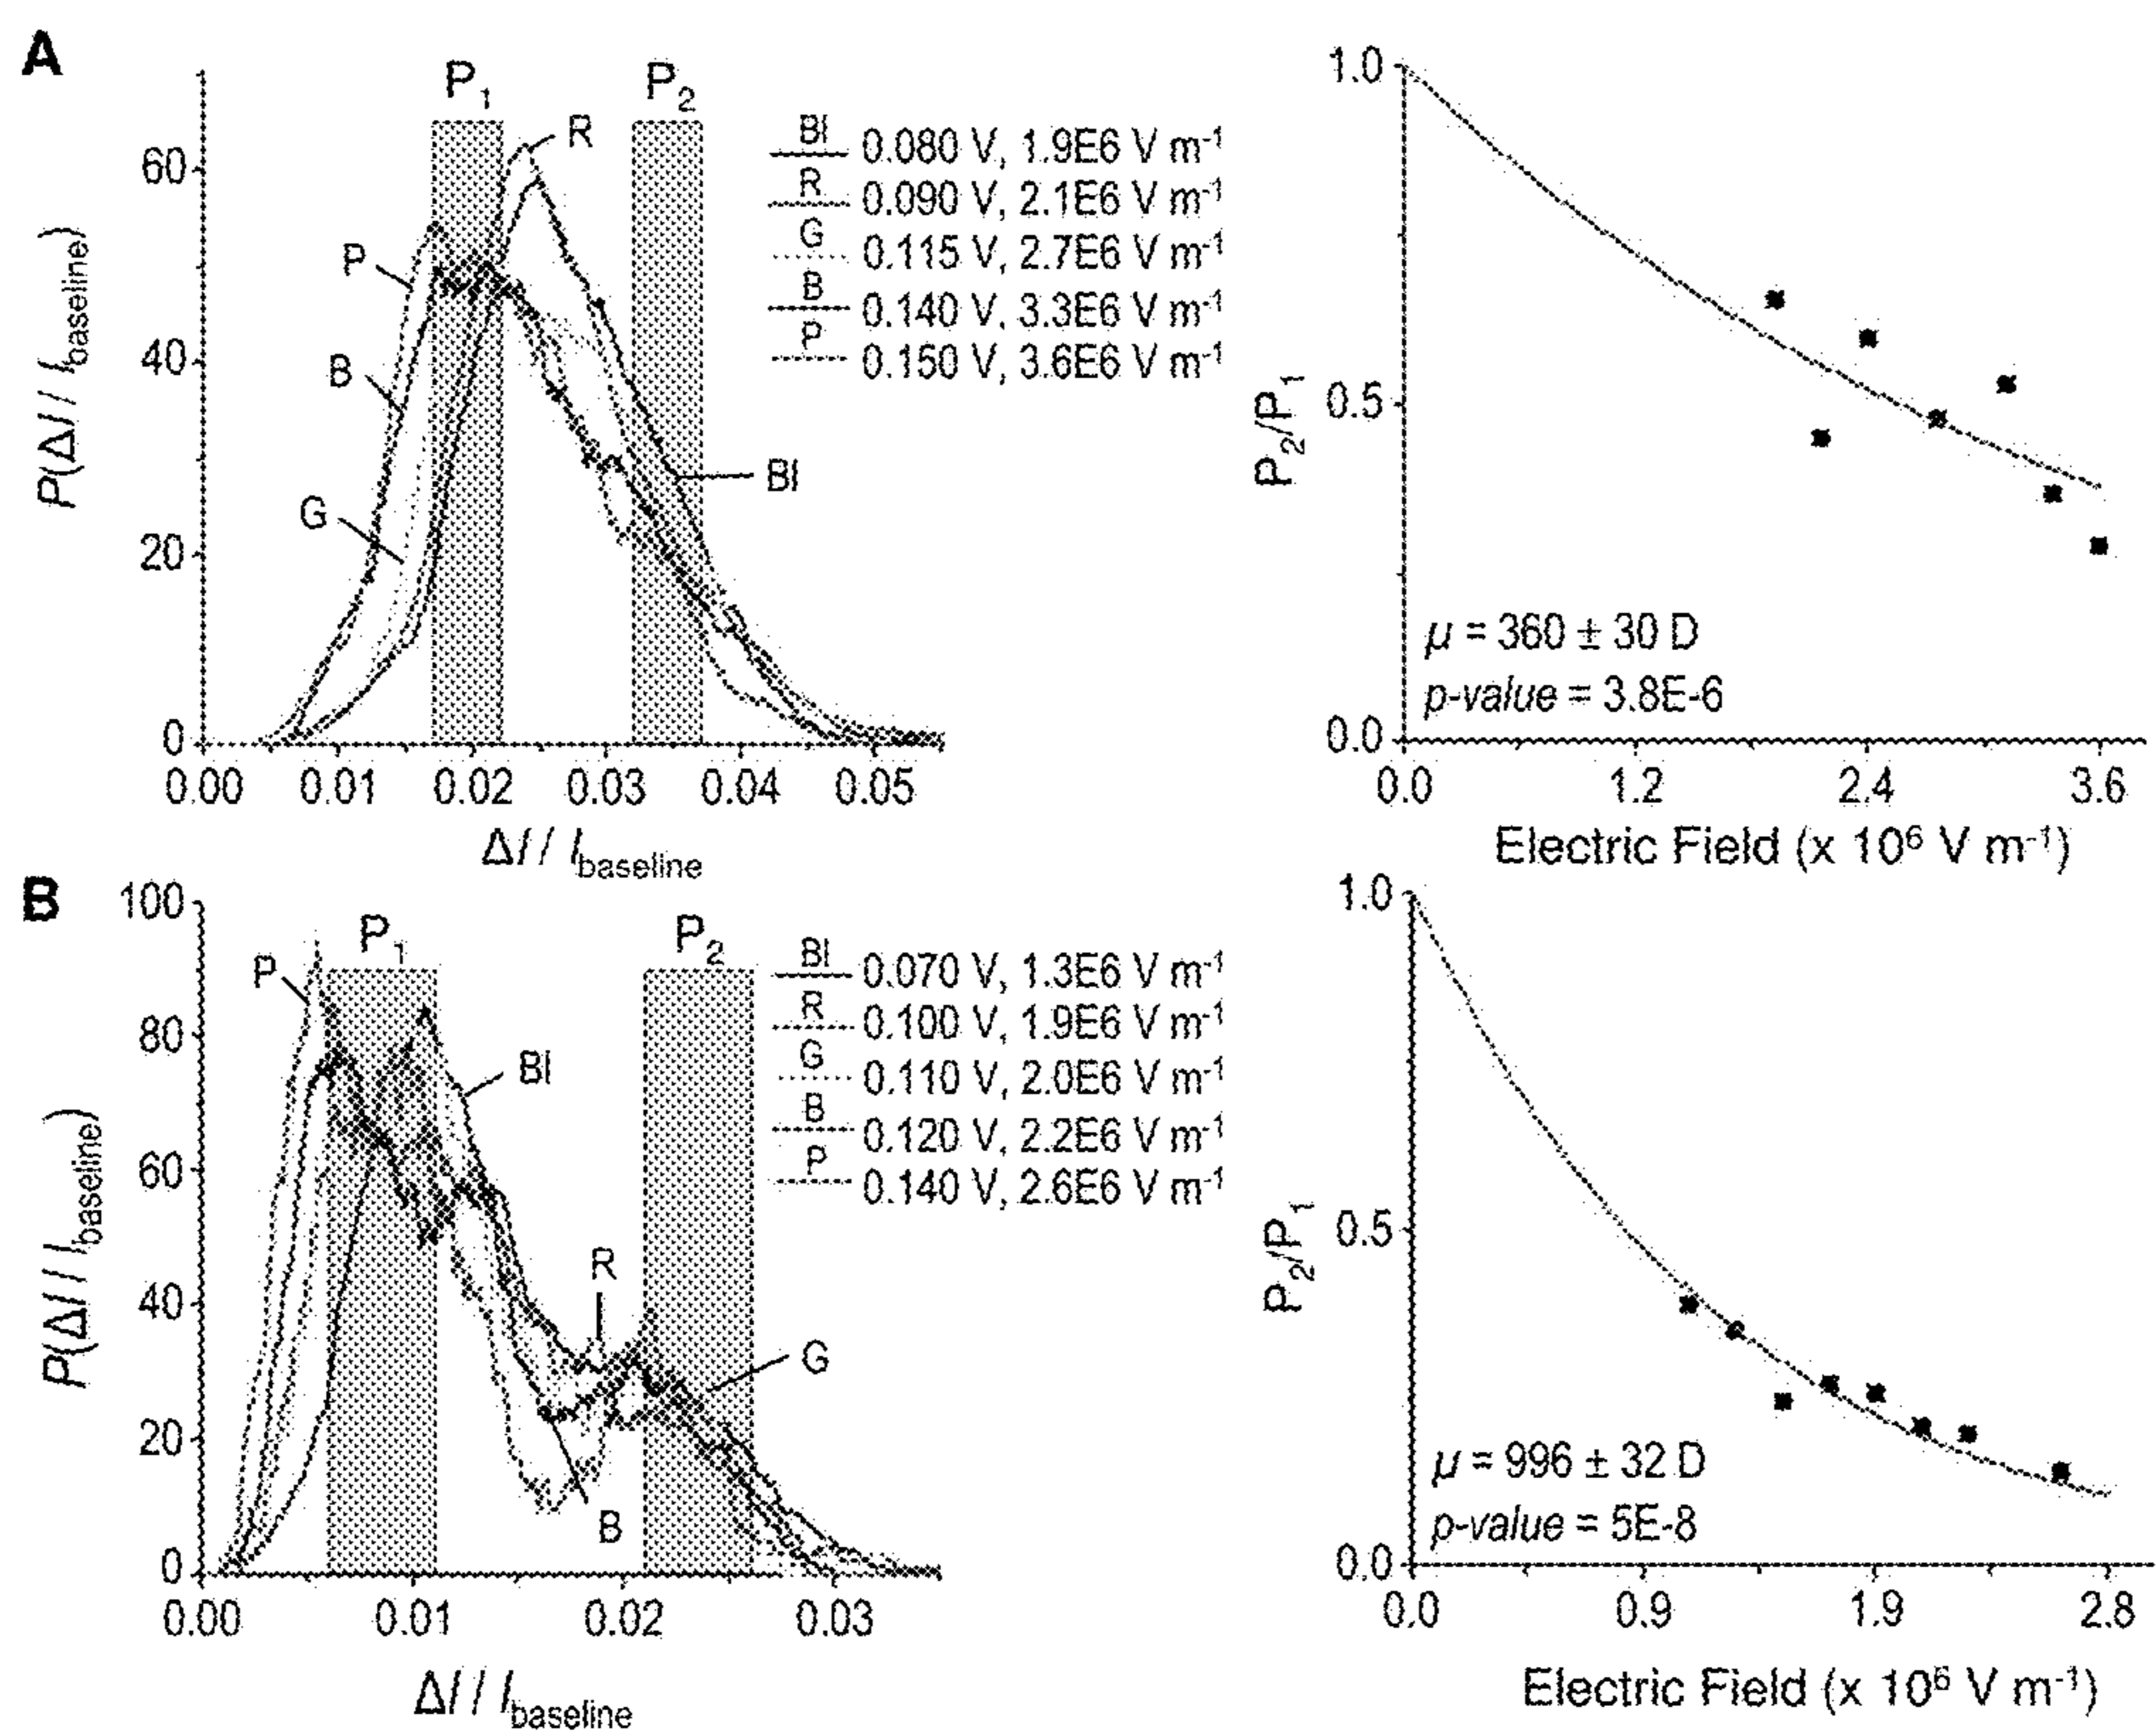 A
P1 P2
R
P
B
G
Bl
60
40
20
0
0.00 0.01 0.02 0.03 0.04 0.05
P(ΔI / Ibaseline)
ΔI / Ibaseline
Bl 0.080 V, 1.9E6 V m-1
R 0.090 V, 2.1E6 V m-1
G 0.115 V, 2.7E6 V m-1
B 0.140 V, 3.3E6 V m-1
P 0.150 V, 3.6E6 V m-1
1.0
0.5
0.0
P2/P1
μ = 360 ± 30 D
p-value = 3.8E-6
0.0 1.2 2.4 3.6
Electric Field (x 10⁶ V m-1)
B
P1 P2
P
Bl
R
G
B
100
80
60
40
20
0
0.00 0.01 0.02 0.03
P(ΔI / Ibaseline)
ΔI / Ibaseline
Bl 0.070 V, 1.3E6 V m-1
R 0.100 V, 1.9E6 V m-1
G 0.110 V, 2.0E6 V m-1
B 0.120 V, 2.2E6 V m-1
P 0.140 V, 2.6E6 V m-1
1.0
0.5
0.0
P2/P1
μ = 996 ± 32 D
p-value = 5E-8
0.0 0.9 1.9 2.8
Electric Field (x 10⁶ V m-1)